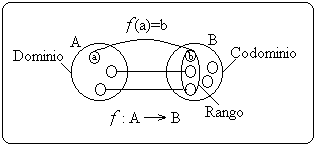 f(a)=b
A
B
Dominio
a
b
Codominio
Rango
f : A → B